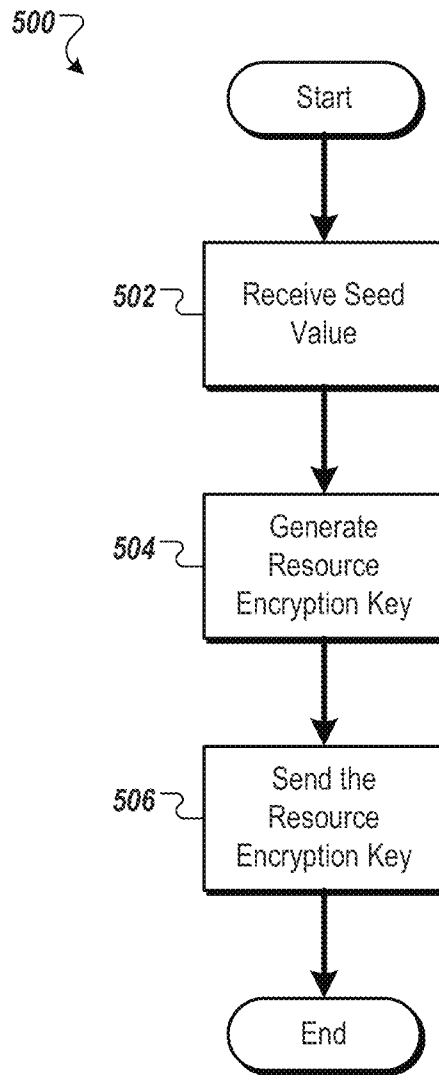 500
Start
502
Receive Seed
Value
504
Generate
Resource
Encryption Key
506
Send the
Resource
Encryption Key
End